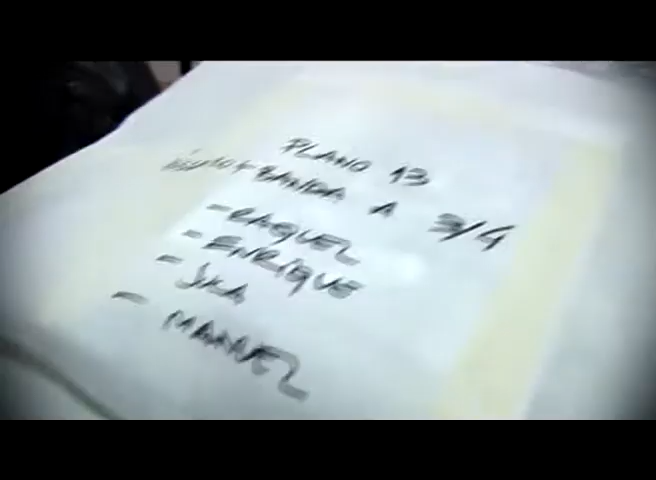 PLANO 13
+ BANDA A 3/4
- RAQUEL
- ENRIQUE
- JKA
- MANUEL